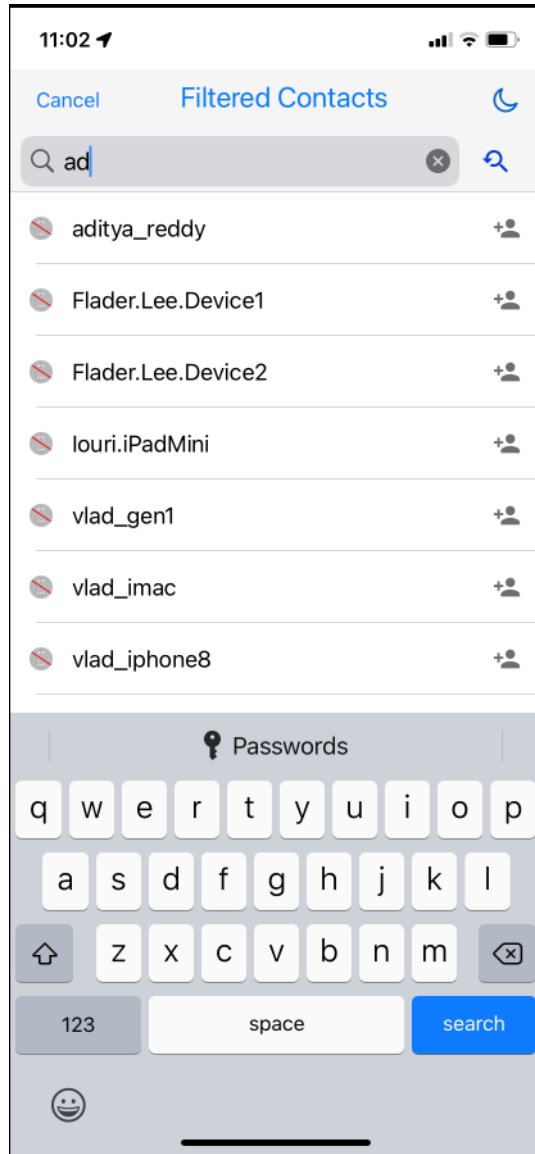 11:02
Cancel Filtered Contacts
ad
aditya_reddy
Flader.Lee.Device1
Flader.Lee.Device2
Iouri.iPadMini
vlad_gen1
vlad_imac
vlad_iphone8
Passwords
q w e r t y u i o p
a s d f g h j k l
z x c v b n m
123 space search